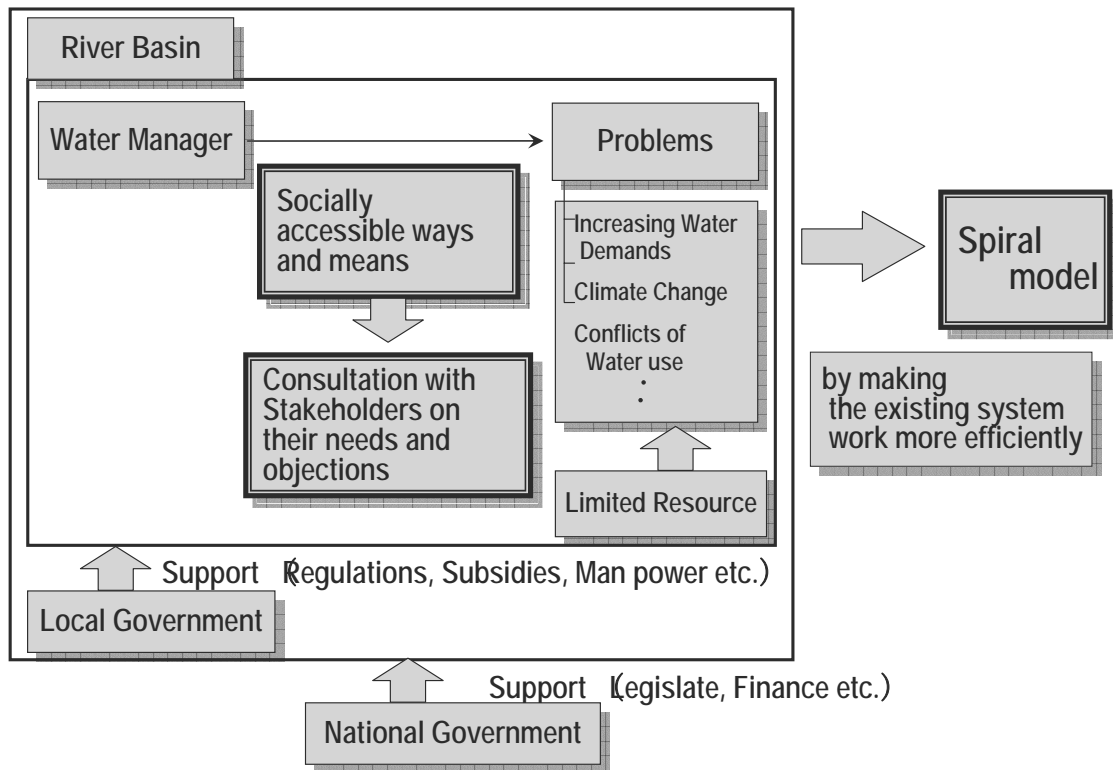 River Basin
Water Manager
Problems
Socially
accessible ways
and means
Increasing Water
Demands
Climate Change
Conflicts of
Water use
・
・
Consultation with
Stakeholders on
their needs and
objections
Limited Resource
Spiral
model
by making
the existing system
work more efficiently
Support (Regulations, Subsidies, Man power etc.)
Local Government
Support (Legislate, Finance etc.)
National Government